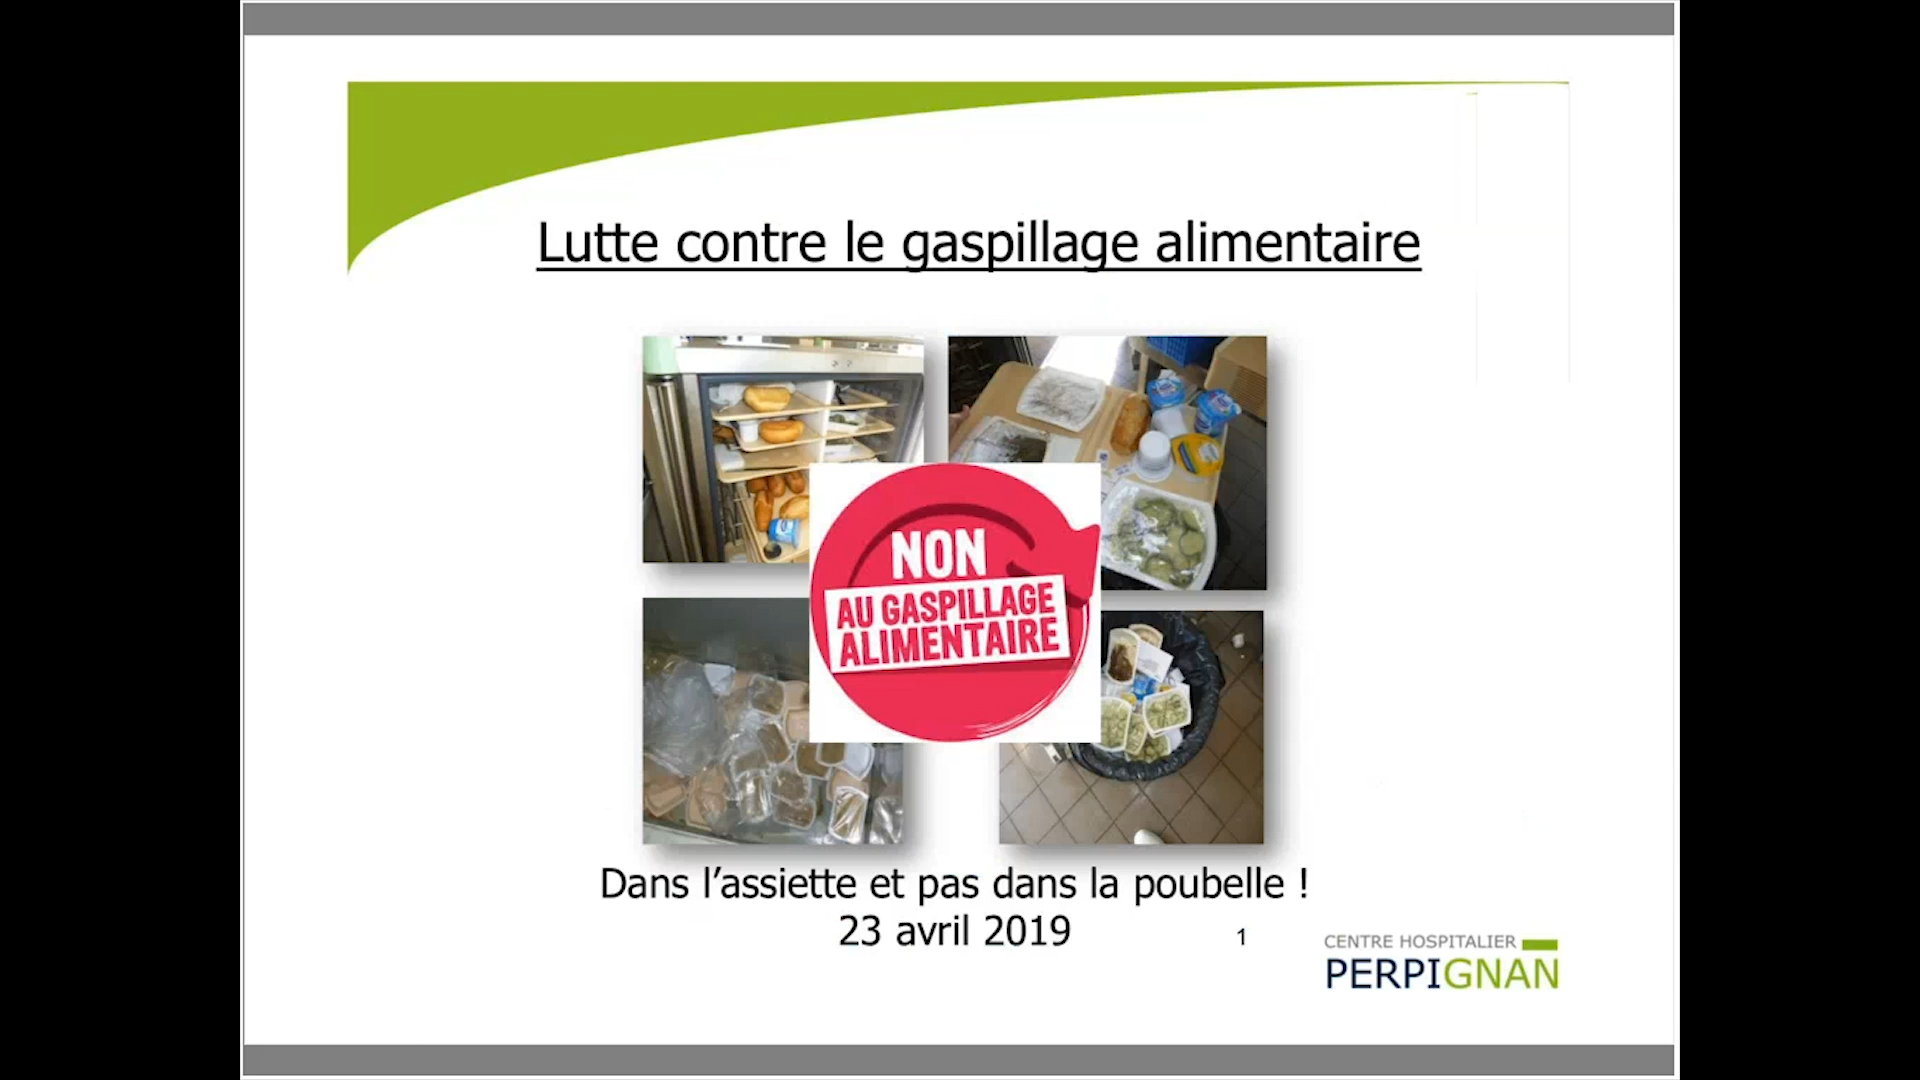 Lutte contre le gaspillage alimentaire
NON
AU GASPILLAGE
ALIMENTAIRE
Dans l’assiette et pas dans la poubelle !
23 avril 2019
1
CENTRE HOSPITALIER
PERPIGNAN